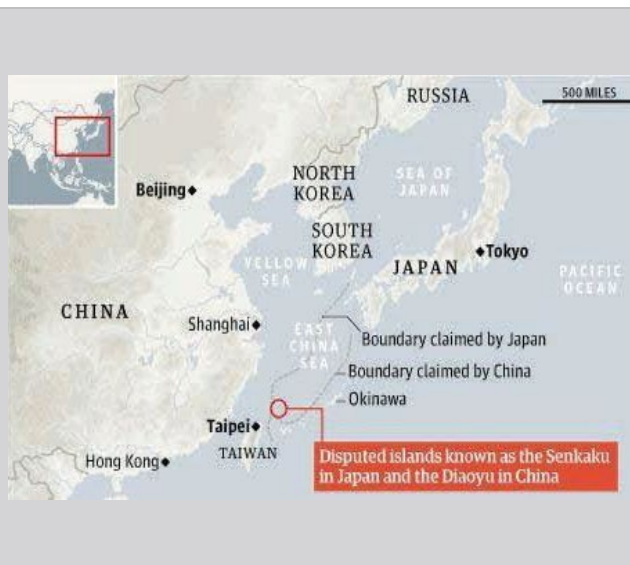 RUSSIA
500 MILES
NORTH
KOREA
SEA OF
JAPAN
Beijing
SOUTH
KOREA
Tokyo
YELLOW
SEA
JAPAN
PACIFIC
OCEAN
CHINA
Shanghai
EAST
CHINA
SEA
Boundary claimed by Japan
Boundary claimed by China
Okinawa
Taipei
TAIWAN
Hong Kong
Disputed islands known as the Senkaku
in Japan and the Diaoyu in China